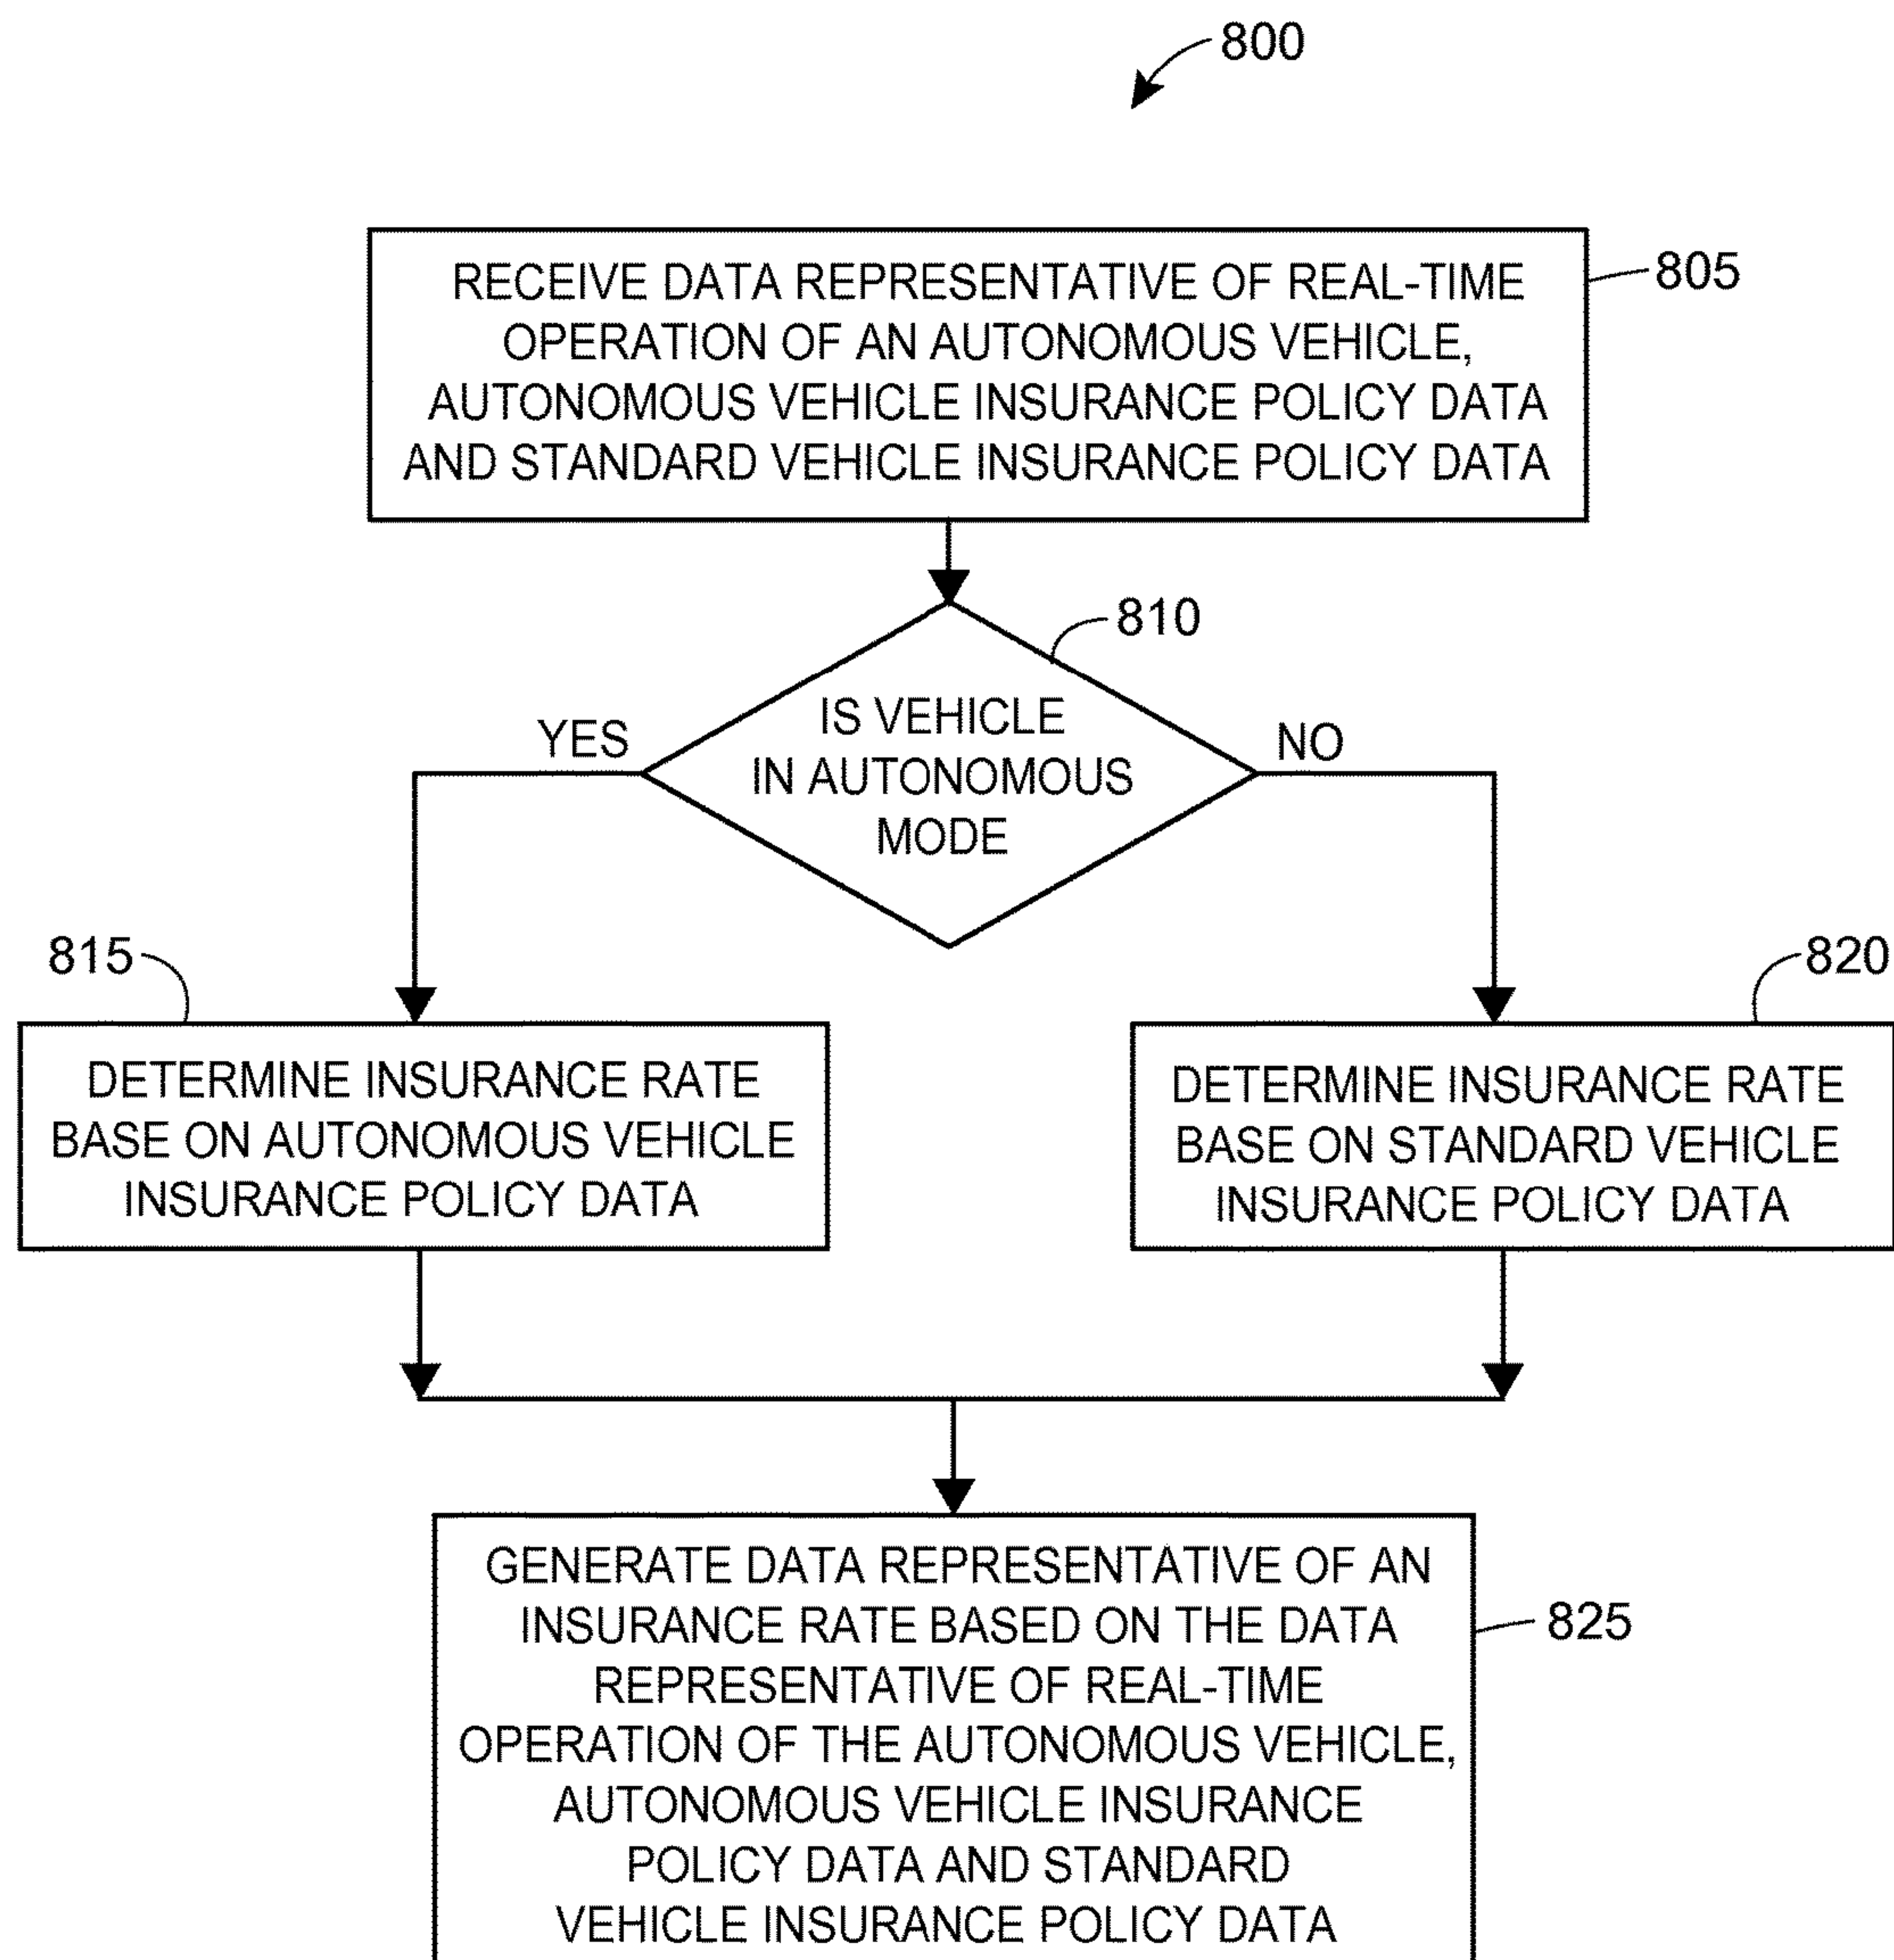 800
RECEIVE DATA REPRESENTATIVE OF REAL-TIME
OPERATION OF AN AUTONOMOUS VEHICLE,
AUTONOMOUS VEHICLE INSURANCE POLICY DATA
AND STANDARD VEHICLE INSURANCE POLICY DATA
805
810
IS VEHICLE
IN AUTONOMOUS
MODE
YES
NO
815
DETERMINE INSURANCE RATE
BASE ON AUTONOMOUS VEHICLE
INSURANCE POLICY DATA
820
DETERMINE INSURANCE RATE
BASE ON STANDARD VEHICLE
INSURANCE POLICY DATA
GENERATE DATA REPRESENTATIVE OF AN
INSURANCE RATE BASED ON THE DATA
REPRESENTATIVE OF REAL-TIME
OPERATION OF THE AUTONOMOUS VEHICLE,
AUTONOMOUS VEHICLE INSURANCE
POLICY DATA AND STANDARD
VEHICLE INSURANCE POLICY DATA
825